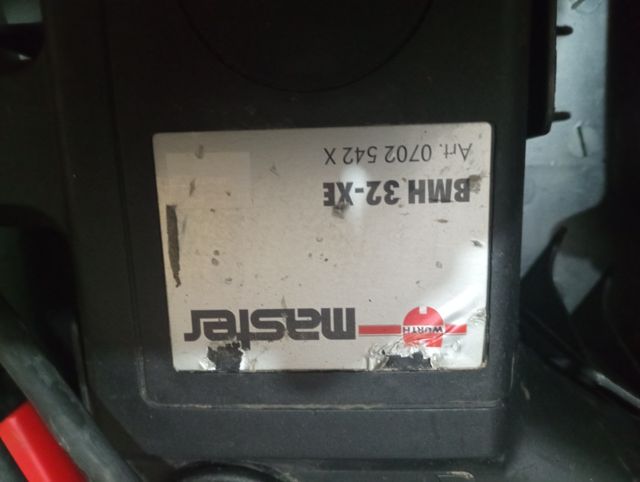 WÜRTH
master
BMH 32-XE
Art. 0702 542 X